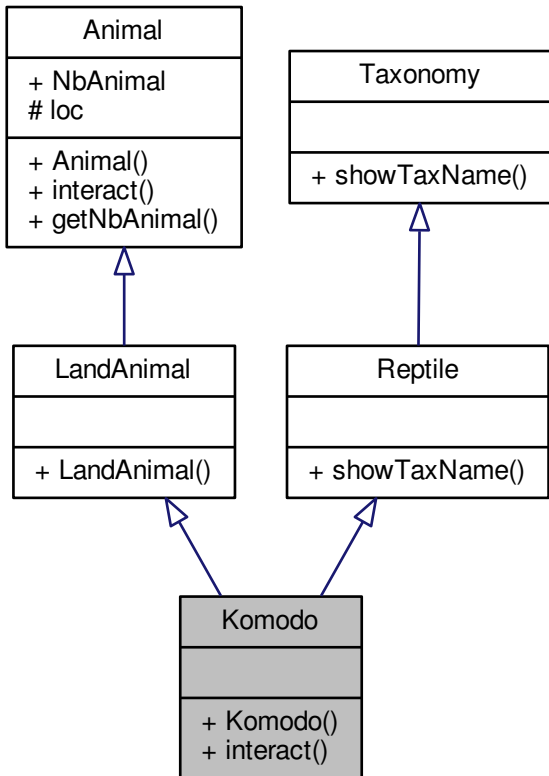 Animal
+ NbAnimal
# loc
+ Animal()
+ interact()
+ getNbAnimal()
Taxonomy
+ showTaxName()
LandAnimal
+ LandAnimal()
Reptile
+ showTaxName()
Komodo
+ Komodo()
+ interact()